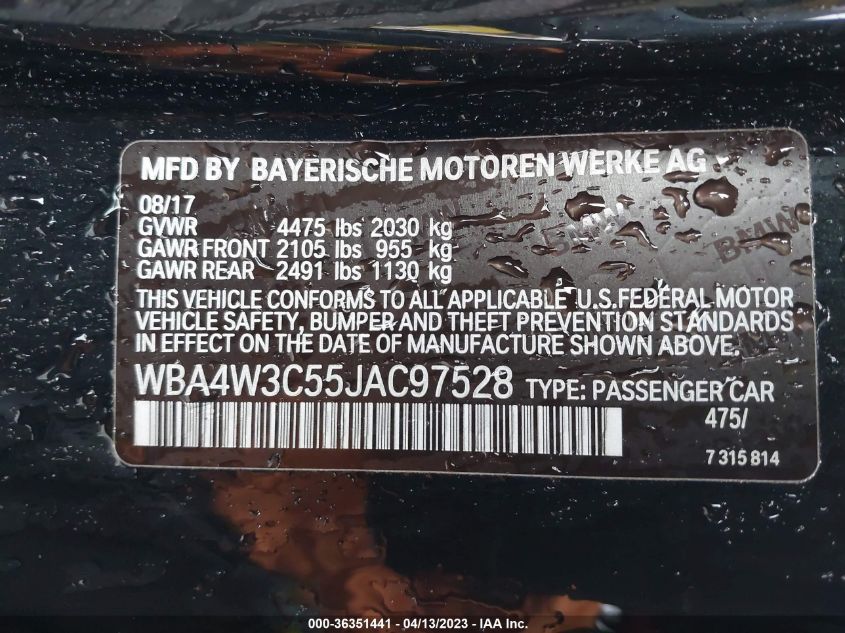 MFD BY BAYERISCHE MOTOREN WERKE AG
08/17
GVWR 4475 lbs 2030 kg
GAWR FRONT 2105 lbs 955 kg
GAWR REAR 2491 lbs 1130 kg
BMW BMW
THIS VEHICLE CONFORMS TO ALL APPLICABLE U.S.FEDERAL MOTOR
VEHICLE SAFETY, BUMPER AND THEFT PREVENTION STANDARDS
IN EFFECT ON THE DATE OF MANUFACTURE SHOWN ABOVE.
WBA4W3C55JAC97528 TYPE: PASSENGER CAR
475/
7 315 814
000-36351441 - 04/13/2023 - IAA Inc.